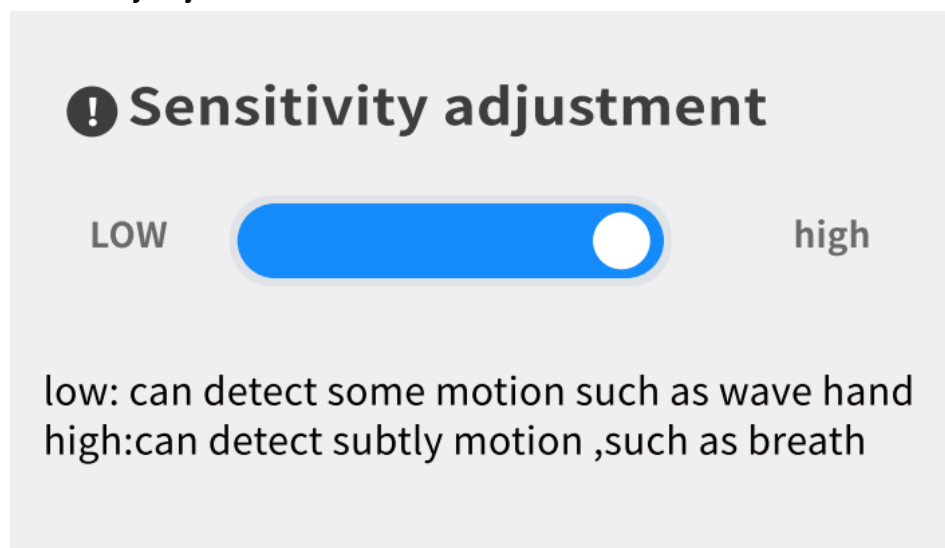 ! Sensitivity adjustment
LOW high
low: can detect some motion such as wave hand
high:can detect subtly motion ,such as breath